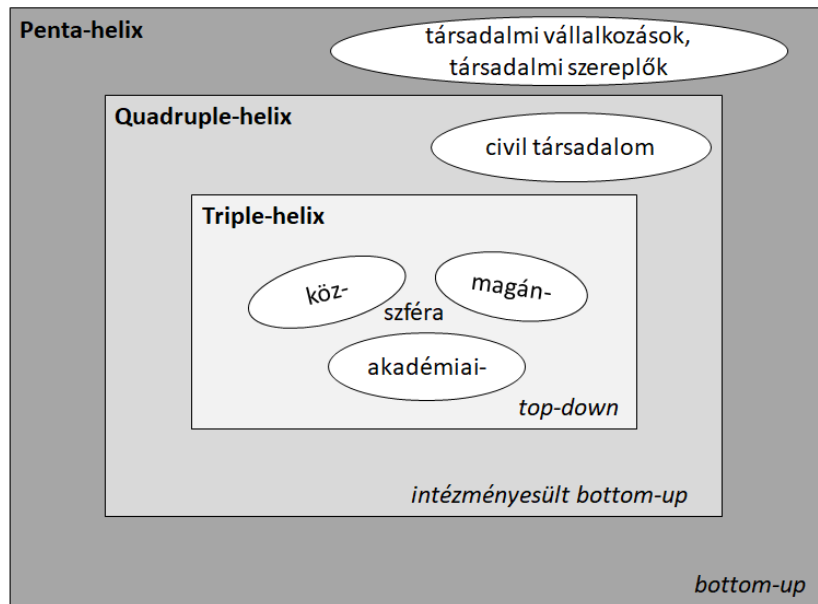 Penta-helix
társadalmi vállalkozások,
társadalmi szereplők
Quadruple-helix
civil társadalom
Triple-helix
köz-
magán-
szféra
akadémiai-
top-down
intézményesült bottom-up
bottom-up